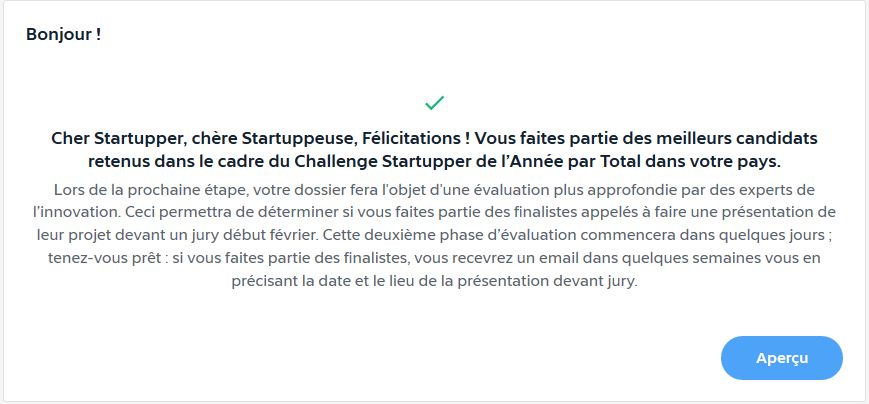 Bonjour !
Cher Startupper, chère Startuppeuse, Félicitations ! Vous faites partie des meilleurs candidats
retenus dans le cadre du Challenge Startupper de l’Année par Total dans votre pays.
Lors de la prochaine étape, votre dossier fera l'objet d'une évaluation plus approfondie par des experts de
l’innovation. Ceci permettra de déterminer si vous faites partie des finalistes appelés à faire une présentation de
leur projet devant un jury début février. Cette deuxième phase d’évaluation commencera dans quelques jours ;
tenez-vous prêt : si vous faites partie des finalistes, vous recevrez un email dans quelques semaines vous en
précisant la date et le lieu de la présentation devant jury.
Aperçu